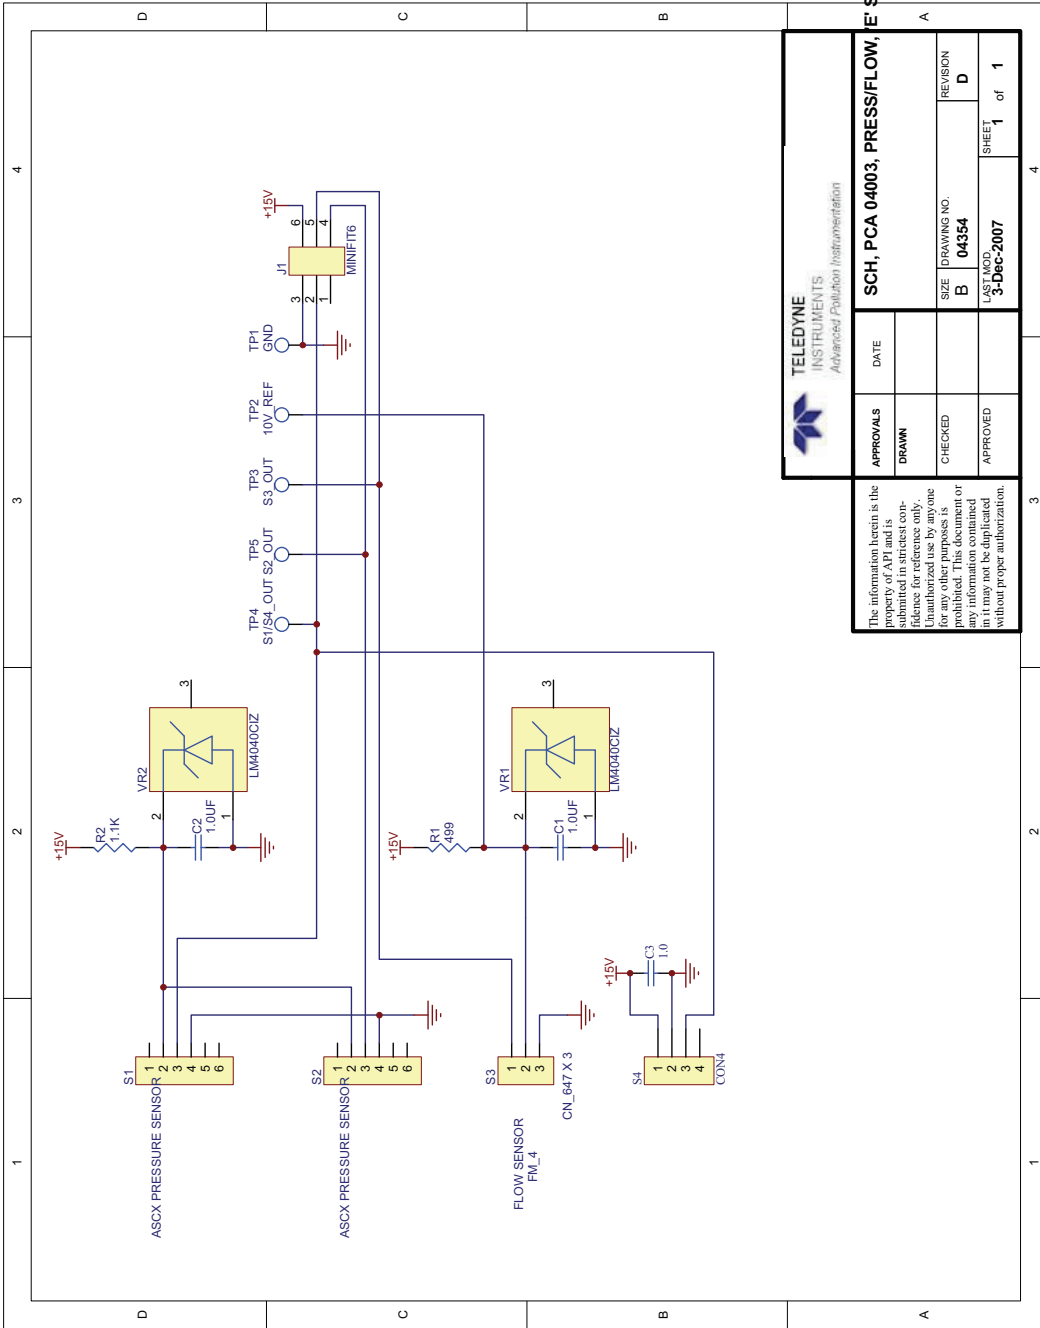 1
2
3
4
D
C
B
A
+15V
R2
1.1K
C2
1.0UF
VR2
2
1
3
LM4040CIZ
S1
1
2
3
4
5
6
ASCX PRESSURE SENSOR
S2
1
2
3
4
5
6
ASCX PRESSURE SENSOR
TP4
S1/S4_OUT
TP5
S2_OUT
TP3
S3_OUT
TP2
10V_REF
TP1
GND
J1
3
2
1
6
5
4
MINIFIT6
+15V
+15V
R1
499
C1
1.0UF
VR1
2
1
3
LM4040CIZ
S3
1
2
3
CN_647 X 3
FLOW SENSOR
FM_4
+15V
C3
1.0
S4
1
2
3
4
CON4
TELEDYNE
INSTRUMENTS
Advanced Pollution Instrumentation
The information herein is the
property of API and is
submitted in strictest con-
fidence for reference only.
Unauthorized use by anyone
for any other purposes is
prohibited. This document or
any information contained
in it may not be duplicated
without proper authorization.
APPROVALS
DATE
DRAWN
CHECKED
APPROVED
SCH, PCA 04003, PRESS/FLOW, 'E' S
SIZE
B
DRAWING NO.
04354
REVISION
D
LAST MOD.
3-Dec-2007
SHEET
1 of 1
D
C
B
A
1
2
3
4